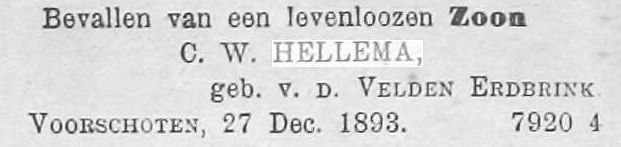 Bevallen van een levenloozen Zoon
C. W. HELLEMA,
geb. v. d. Velden Erdbrink
Voorschoten, 27 Dec. 1893. 7920 4